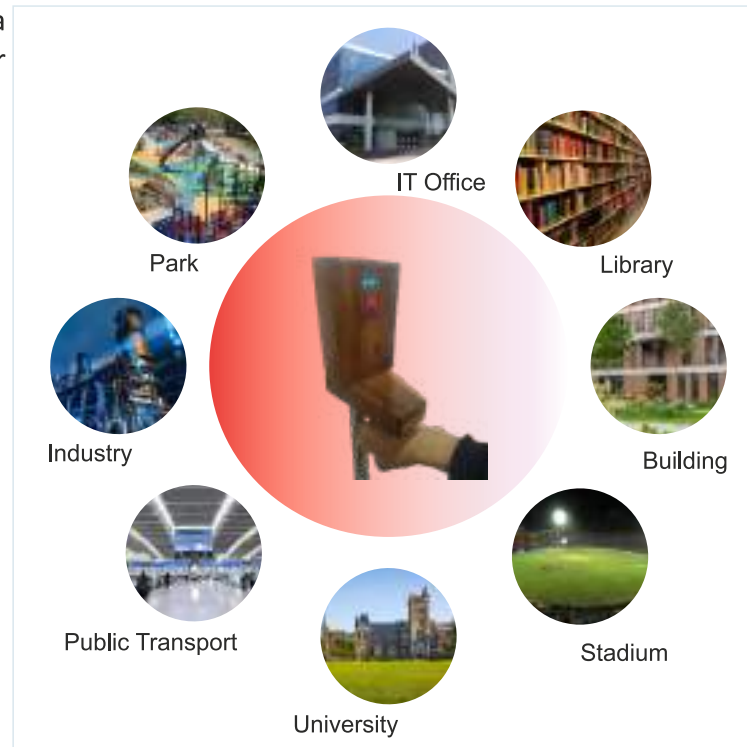 a
r
IT Office
Park
Library
Industry
Building
Public Transport
Stadium
University